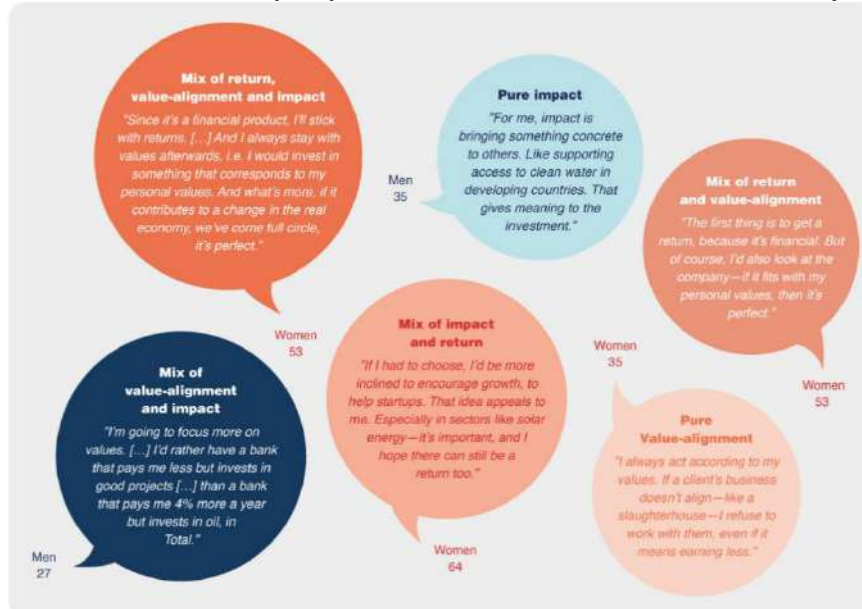 Mix of return,
value-alignment and impact
"Since it's a financial product, I'll stick
with returns. [...] And I always stay with
values afterwards, i.e. I would invest in
something that corresponds to my
personal values. And what's more, if it
contributes to a change in the real
economy, we've come full circle,
it's perfect."
Women
53
Pure impact
"For me, impact is
bringing something concrete
to others. Like supporting
access to clean water in
developing countries. That
gives meaning to the
investment."
Men
35
Mix of return
and value-alignment
"The first thing is to get a
return, because it's financial. But
of course, I'd also look at the
company—if it fits with my
personal values, then it's
perfect."
Women
53
Mix of
value-alignment
and impact
"I'm going to focus more on
values. [...] I'd rather have a bank
that pays me less but invests in
good projects [...] than a bank
that pays me 4% more a year
but invests in oil, in
Total."
Men
27
Mix of impact
and return
"If I had to choose, I'd be more
inclined to encourage growth, to
help startups. That idea appeals to
me. Especially in sectors like solar
energy—it's important, and I
hope there can still be a
return too."
Women
64
Women
35
Pure
Value-alignment
"I always act according to my
values. If a client's business
doesn't align—like a
slaughterhouse—I refuse to
work with them, even if it
means earning less."